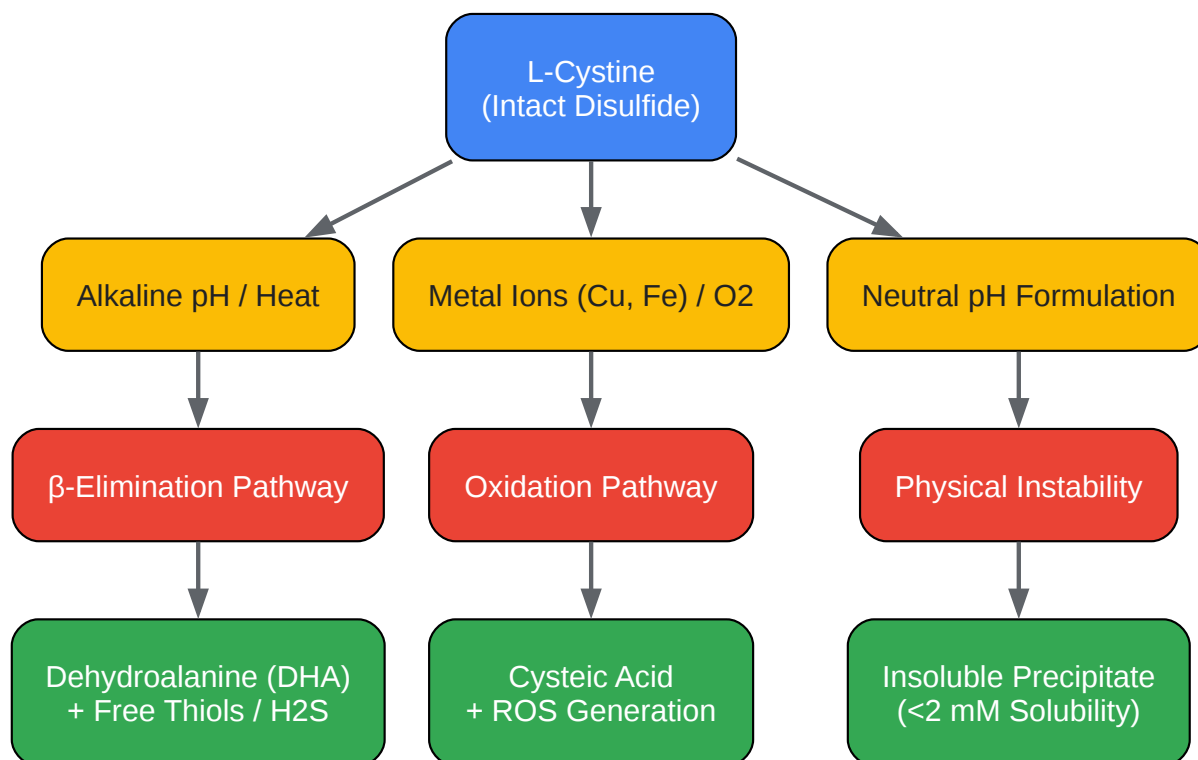 L-Cystine
(Intact Disulfide)
Alkaline pH / Heat
Metal Ions (Cu, Fe) / O2
Neutral pH Formulation
β-Elimination Pathway
Oxidation Pathway
Physical Instability
Dehydroalanine (DHA)
+ Free Thiols / H2S
Cysteic Acid
+ ROS Generation
Insoluble Precipitate
(<2 mM Solubility)